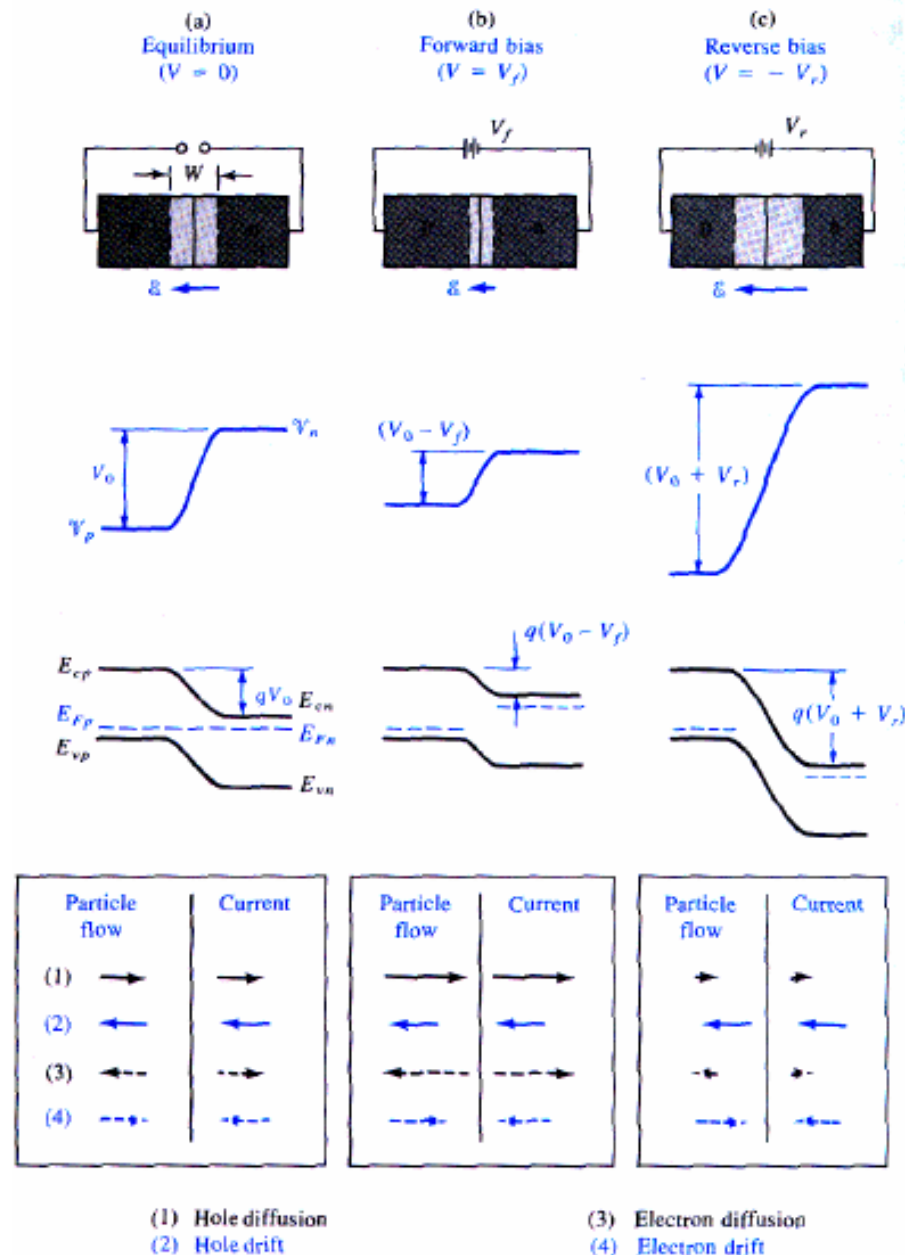 (a)
Equilibrium
(V = 0)
(b)
Forward bias
(V = V_f)
(c)
Reverse bias
(V = − V_r)
W
V_f
V_r
ℰ
ℰ
ℰ
V_0
𝒱_n
𝒱_p
(V_0 − V_f)
(V_0 + V_r)
E_cp
qV_0
E_cn
E_Fp
E_Fn
E_vp
E_vn
q(V_0 − V_f)
q(V_0 + V_r)
Particle flow
Current
(1)
(2)
(3)
(4)
Particle flow
Current
Particle flow
Current
(1) Hole diffusion
(2) Hole drift
(3) Electron diffusion
(4) Electron drift